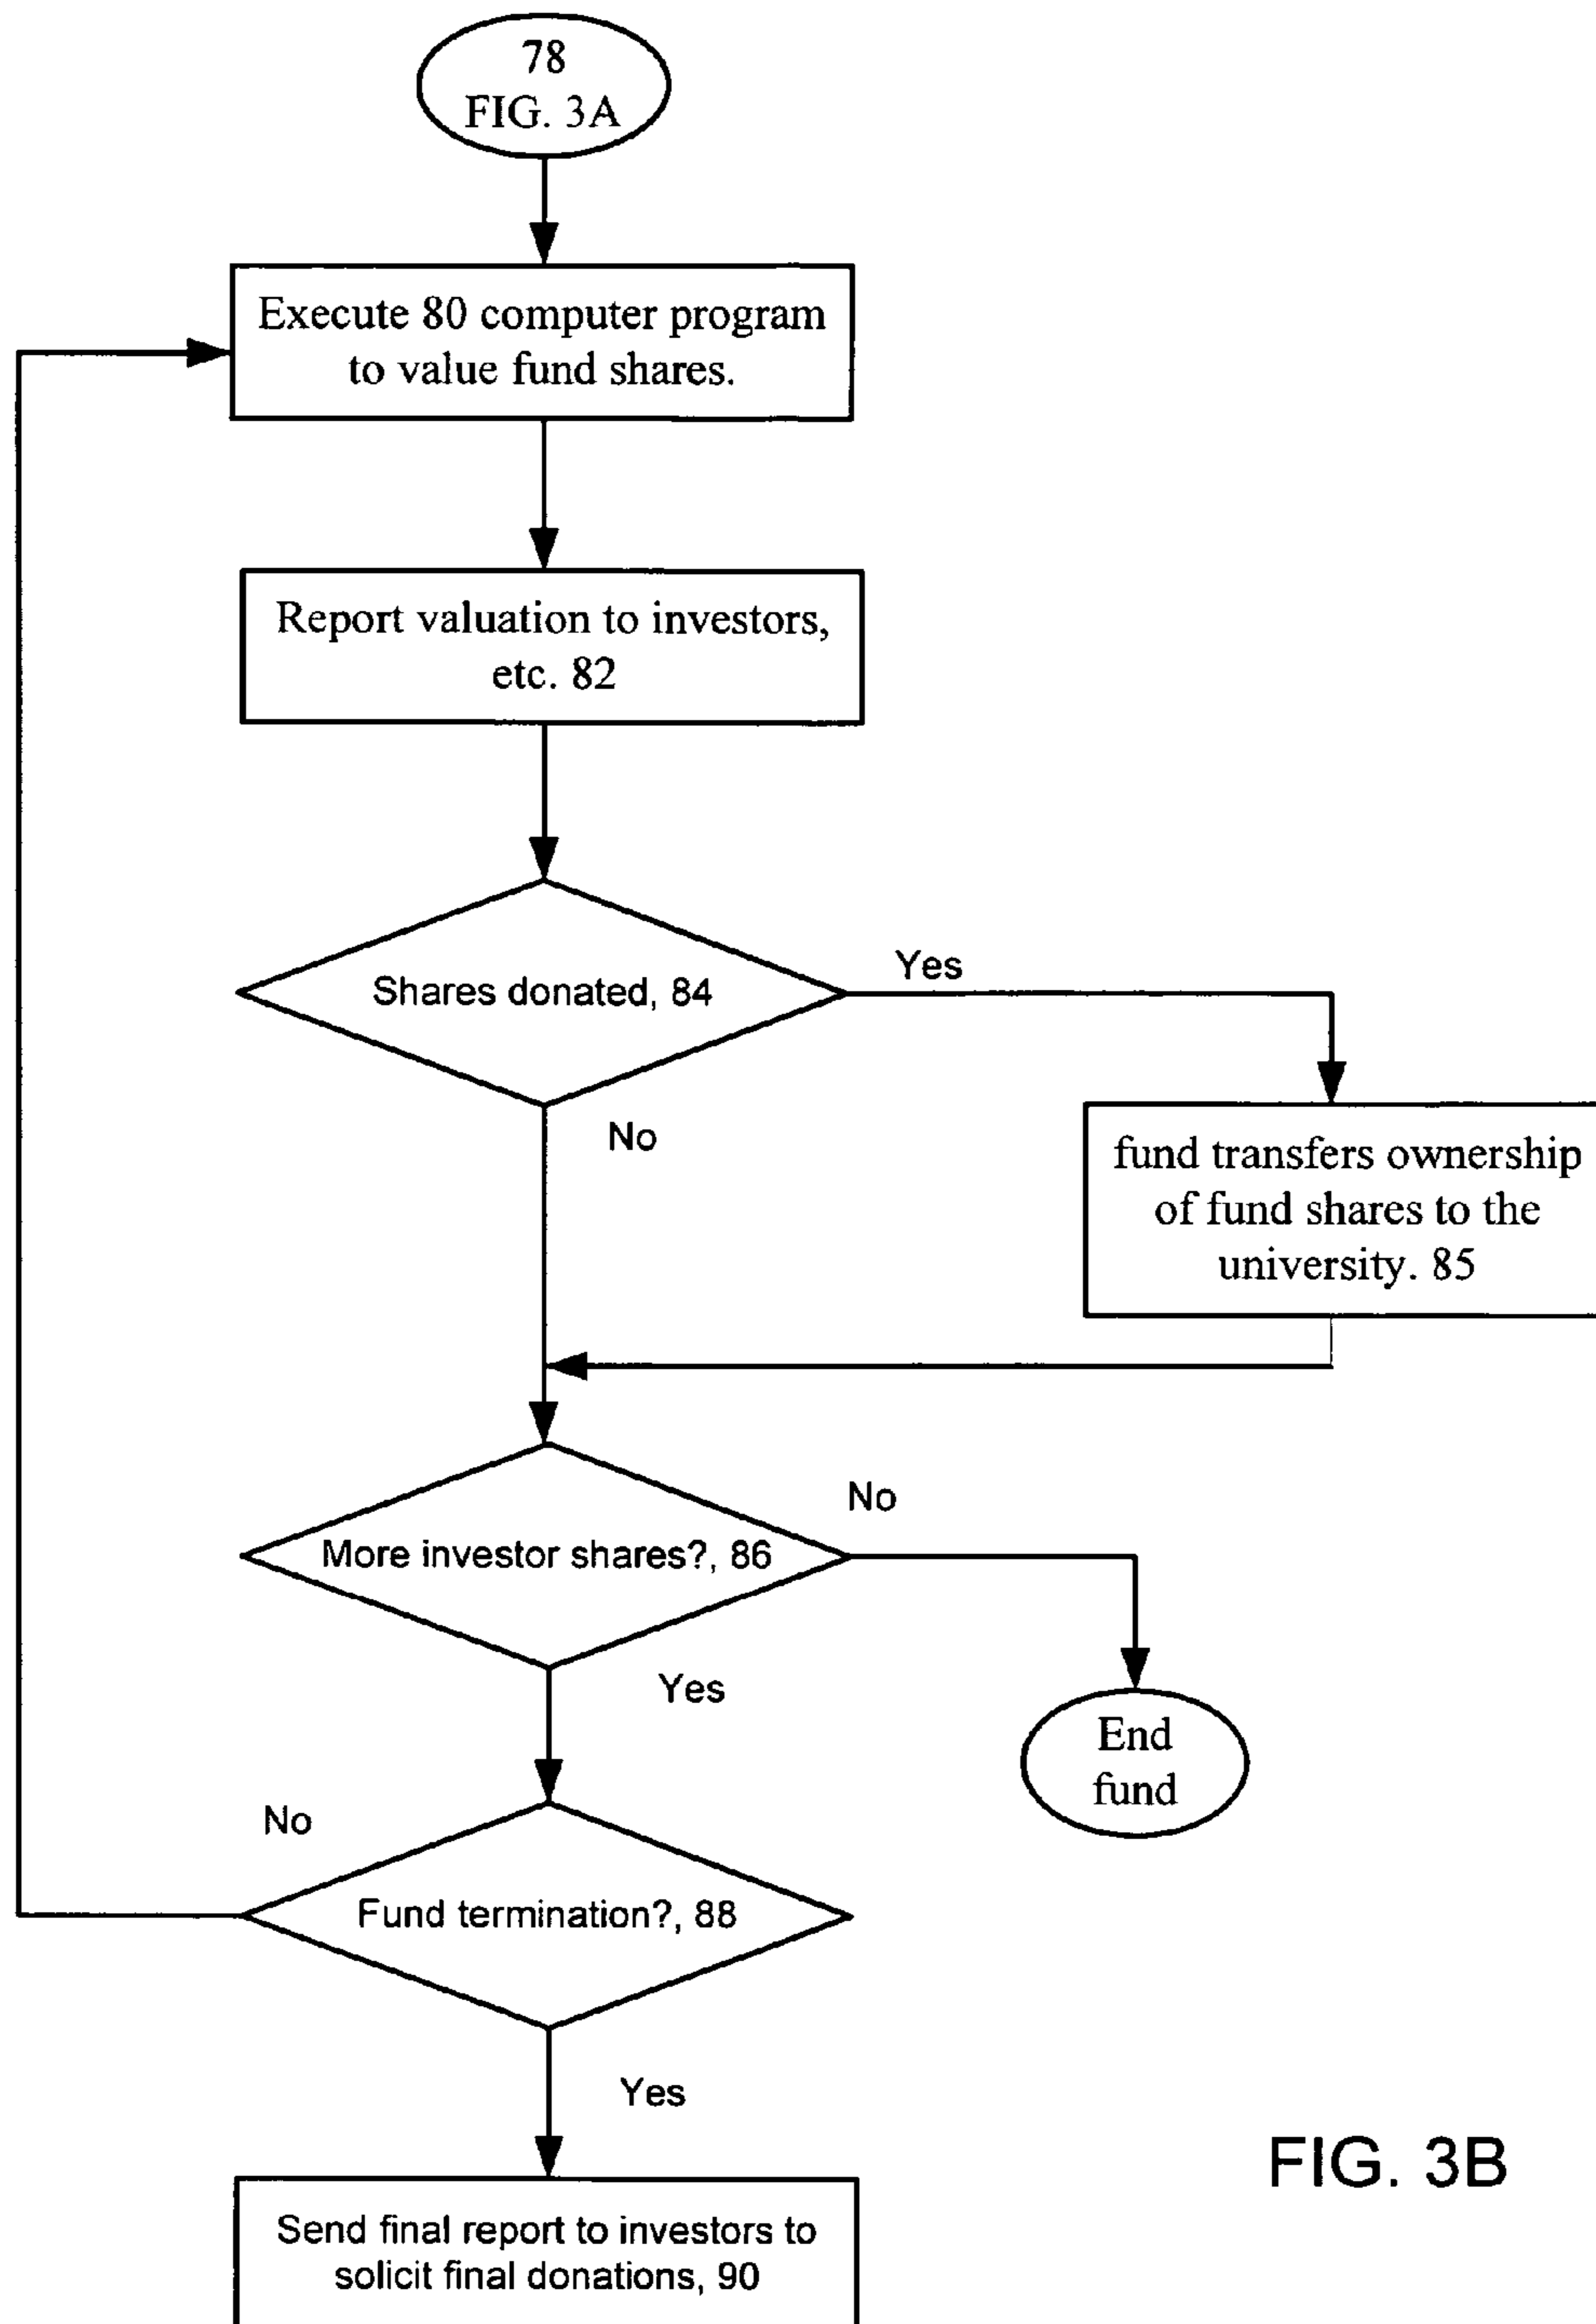 78
FIG. 3A
Execute 80 computer program
to value fund shares.
Report valuation to investors,
etc. 82
Shares donated, 84
Yes
No
fund transfers ownership
of fund shares to the
university. 85
More investor shares?, 86
No
Yes
End
fund
No
Fund termination?, 88
Yes
Send final report to investors to
solicit final donations, 90
FIG. 3B